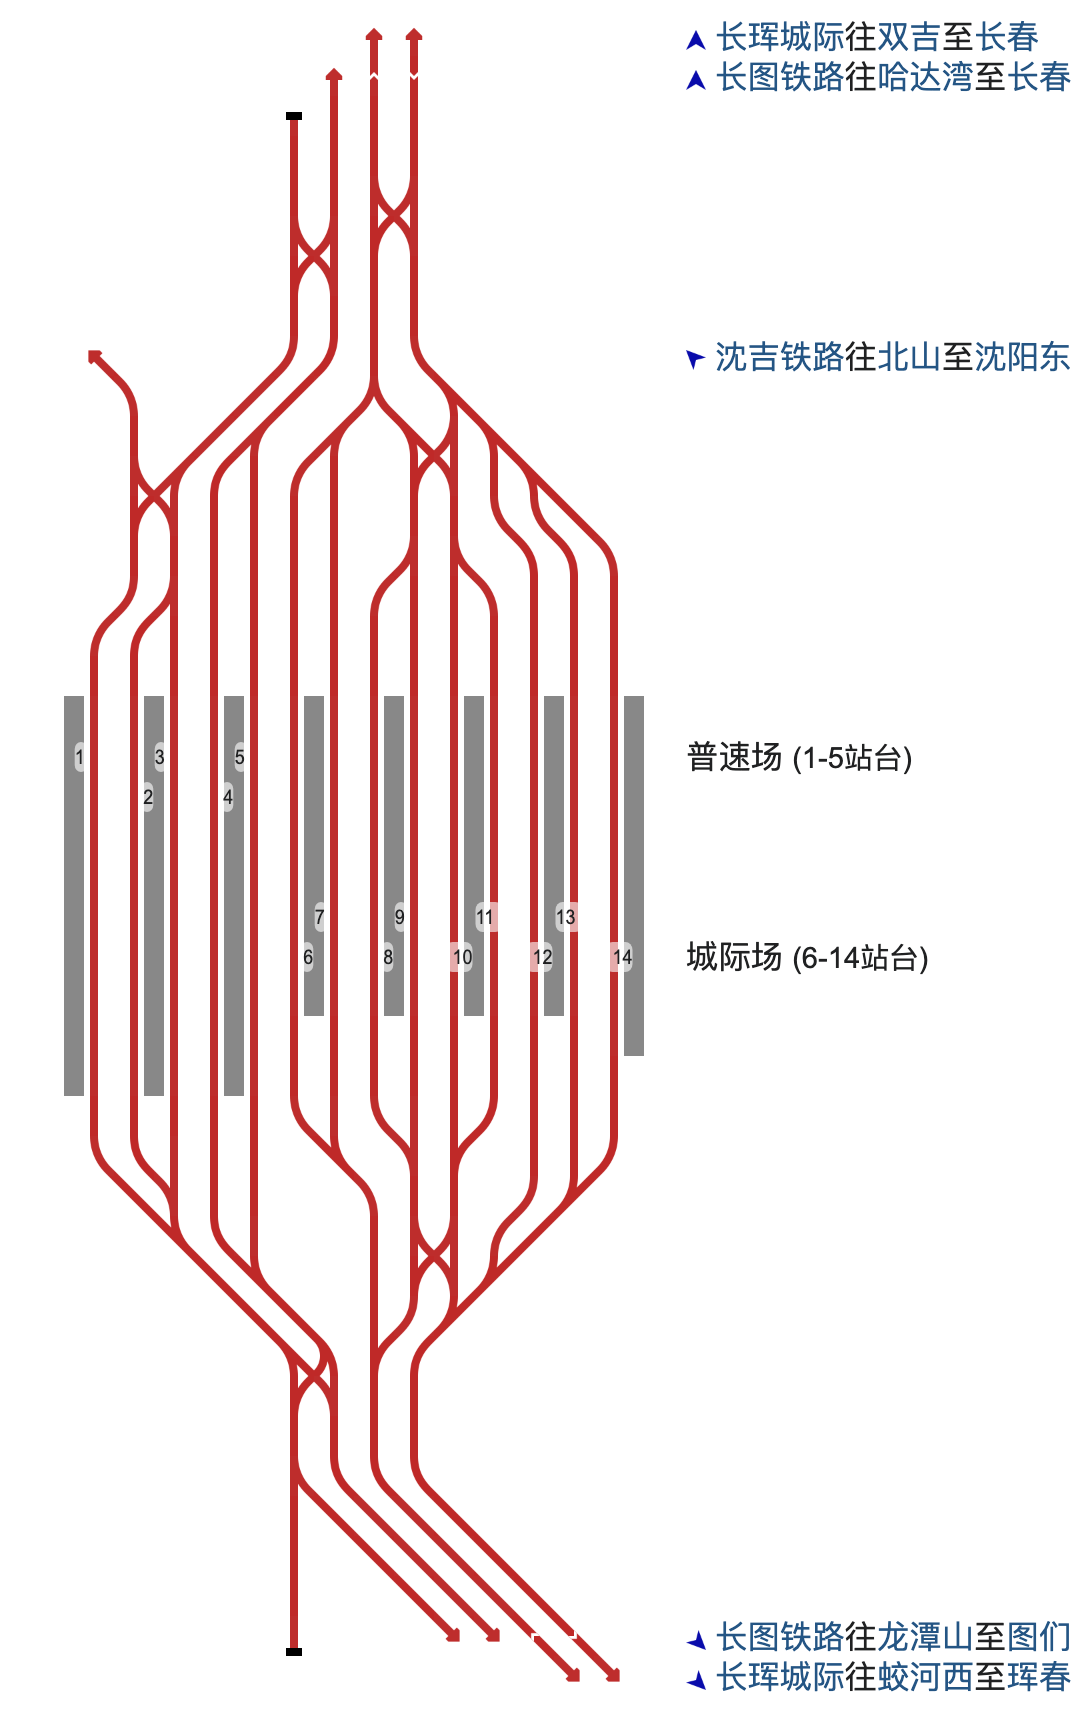 长珲城际往双吉至长春
长图铁路往哈达湾至长春
沈吉铁路往北山至沈阳东
1
3
5
2
4
普速场 (1-5站台)
7
9
11
13
6
8
10
12
14
城际场 (6-14站台)
长图铁路往龙潭山至图们
长珲城际往蛟河西至珲春